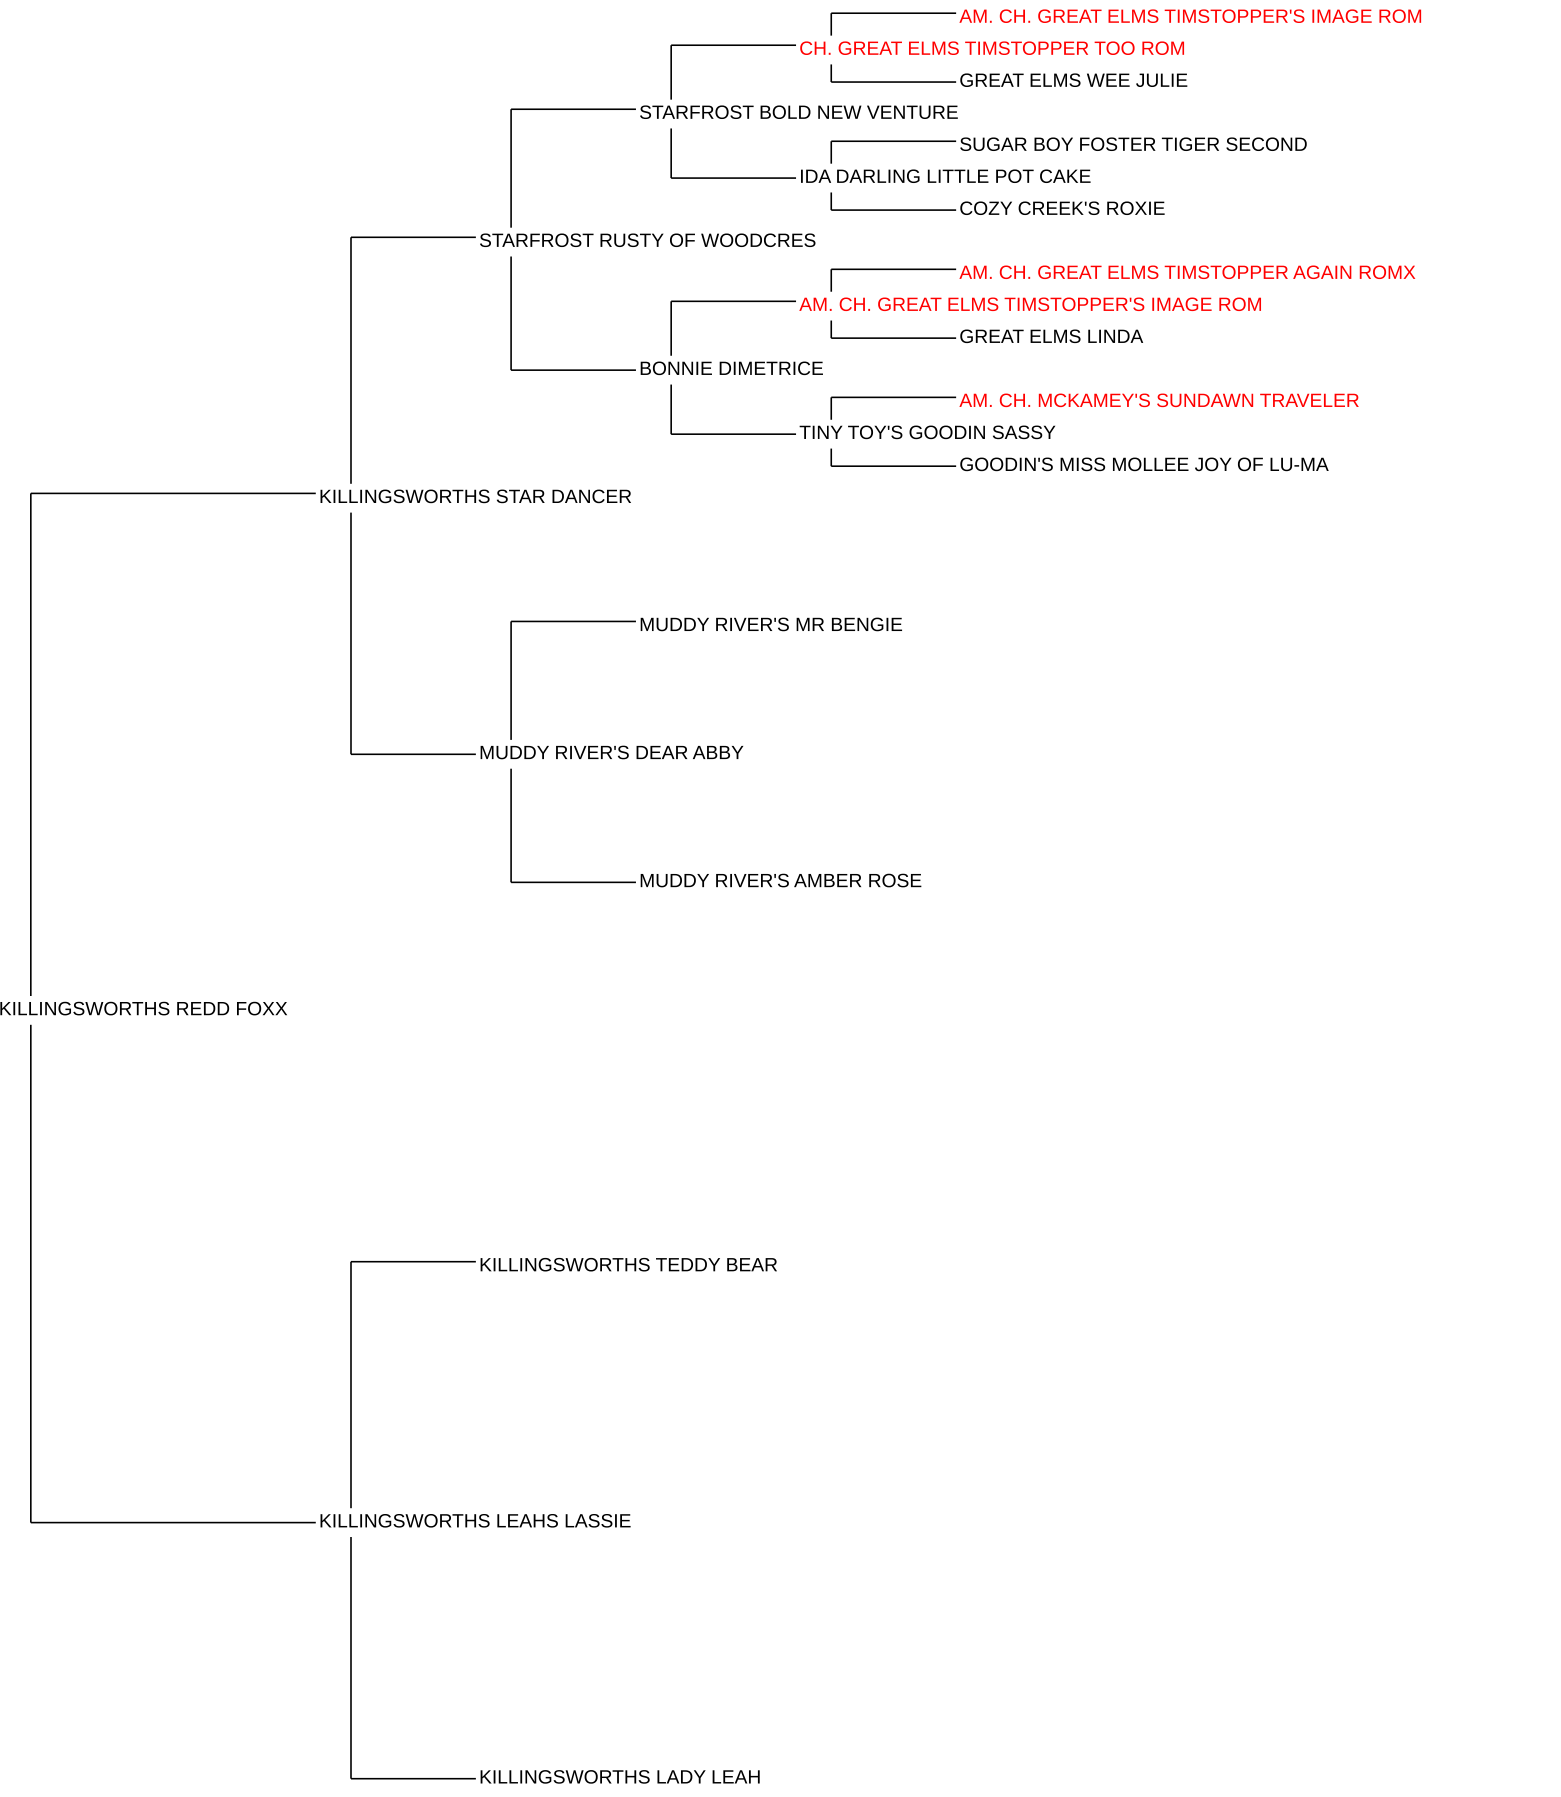 AM. CH. GREAT ELMS TIMSTOPPER'S IMAGE ROM
CH. GREAT ELMS TIMSTOPPER TOO ROM
GREAT ELMS WEE JULIE
STARFROST BOLD NEW VENTURE
SUGAR BOY FOSTER TIGER SECOND
IDA DARLING LITTLE POT CAKE
COZY CREEK'S ROXIE
STARFROST RUSTY OF WOODCRES
AM. CH. GREAT ELMS TIMSTOPPER AGAIN ROMX
AM. CH. GREAT ELMS TIMSTOPPER'S IMAGE ROM
GREAT ELMS LINDA
BONNIE DIMETRICE
AM. CH. MCKAMEY'S SUNDAWN TRAVELER
TINY TOY'S GOODIN SASSY
GOODIN'S MISS MOLLEE JOY OF LU-MA
KILLINGSWORTHS STAR DANCER
MUDDY RIVER'S MR BENGIE
MUDDY RIVER'S DEAR ABBY
MUDDY RIVER'S AMBER ROSE
KILLINGSWORTHS REDD FOXX
KILLINGSWORTHS TEDDY BEAR
KILLINGSWORTHS LEAHS LASSIE
KILLINGSWORTHS LADY LEAH